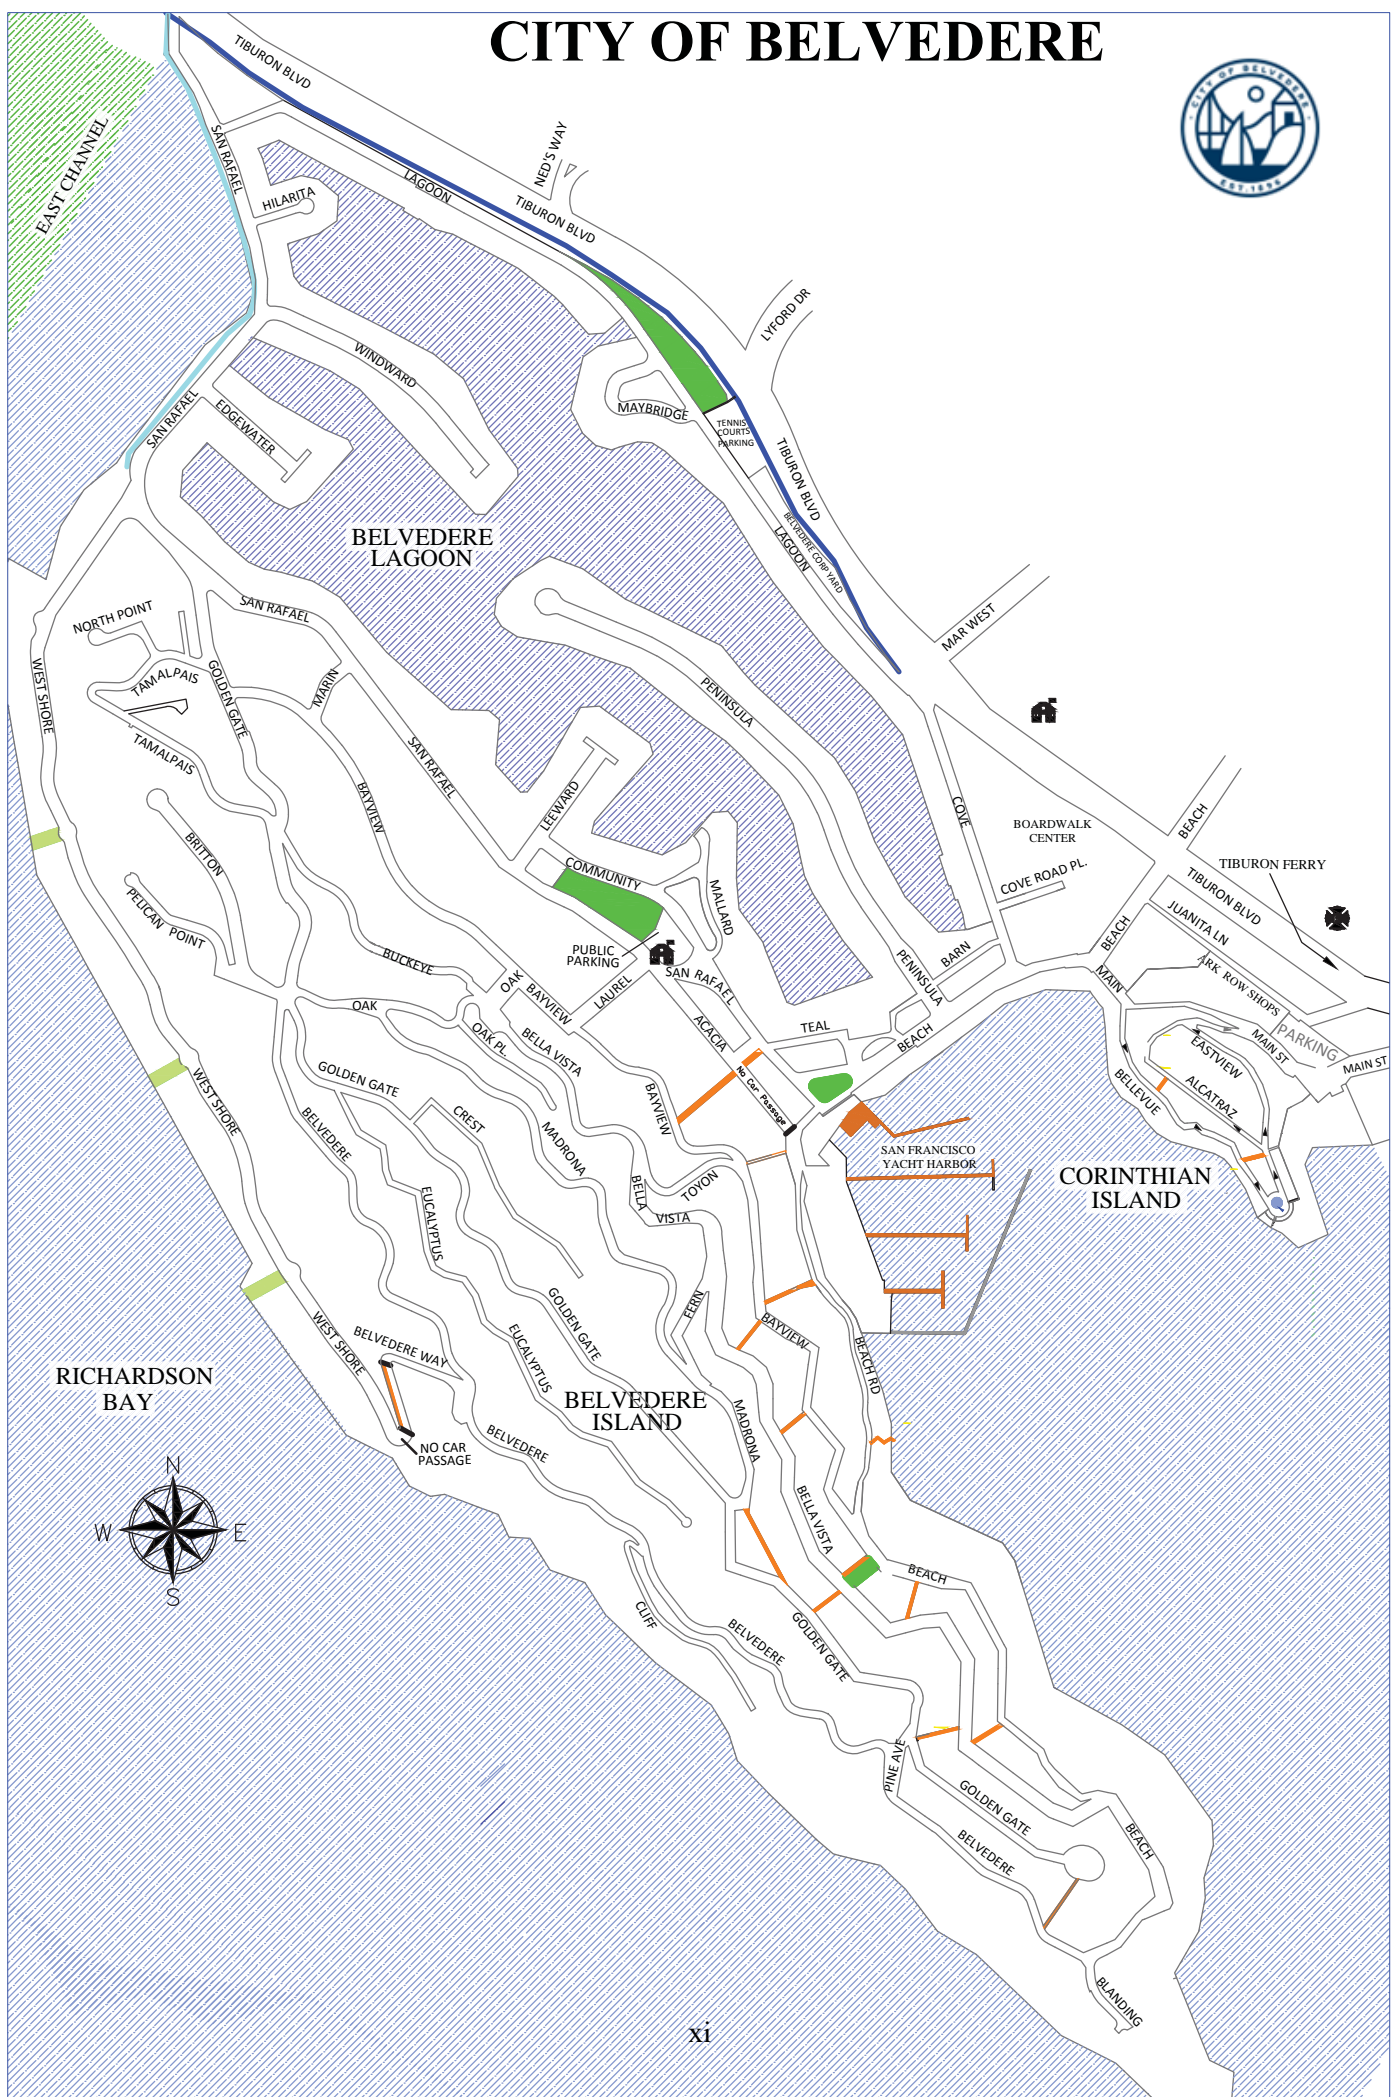 CITY OF BELVEDERE
CITY OF BELVEDERE
EST. 1896
TIBURON BLVD
EAST CHANNEL
SAN RAFAEL
NED'S WAY
LAGOON
HILARITA
TIBURON BLVD
LYFORD DR
WINDWARD
SAN RAFAEL
EDGEWATER
MAYBRIDGE
TENNIS
COURTS
PARKING
TIBURON BLVD
BELVEDERE CORP YARD
LAGOON
BELVEDERE
LAGOON
NORTH POINT
SAN RAFAEL
MAR WEST
WEST SHORE
TAMALPAIS
GOLDEN GATE
MARIN
PENINSULA
TAMALPAIS
SAN RAFAEL
BAYVIEW
LEEWARD
COVE
BOARDWALK
CENTER
BEACH
BRITTON
COMMUNITY
MALLARD
COVE ROAD PL.
TIBURON FERRY
TIBURON BLVD
PELICAN POINT
JUANITA LN
PUBLIC
PARKING
BUCKEYE
OAK
BAYVIEW
LAUREL
SAN RAFAEL
PENINSULA
BARN
BEACH
MAIN
ARK ROW SHOPS
OAK
OAK PL.
BELLA VISTA
ACACIA
TEAL
BEACH
MAIN ST
PARKING
MAIN ST
EASTVIEW
ALCATRAZ
BELLEVUE
WEST SHORE
GOLDEN GATE
BELVEDERE
CREST
MADRONA
BAYVIEW
No Car Passage
SAN FRANCISCO
YACHT HARBOR
CORINTHIAN
ISLAND
EUCALYPTUS
BELLA
VISTA
TOYON
FERN
GOLDEN GATE
BAYVIEW
BEACH RD
WEST SHORE
BELVEDERE WAY
EUCALYPTUS
RICHARDSON
BAY
BELVEDERE
ISLAND
MADRONA
NO CAR
PASSAGE
BELVEDERE
N
W
E
S
BELLA VISTA
BEACH
CLIFF
BELVEDERE
GOLDEN GATE
PINE AVE
GOLDEN GATE
BELVEDERE
BEACH
BLANDING
xi